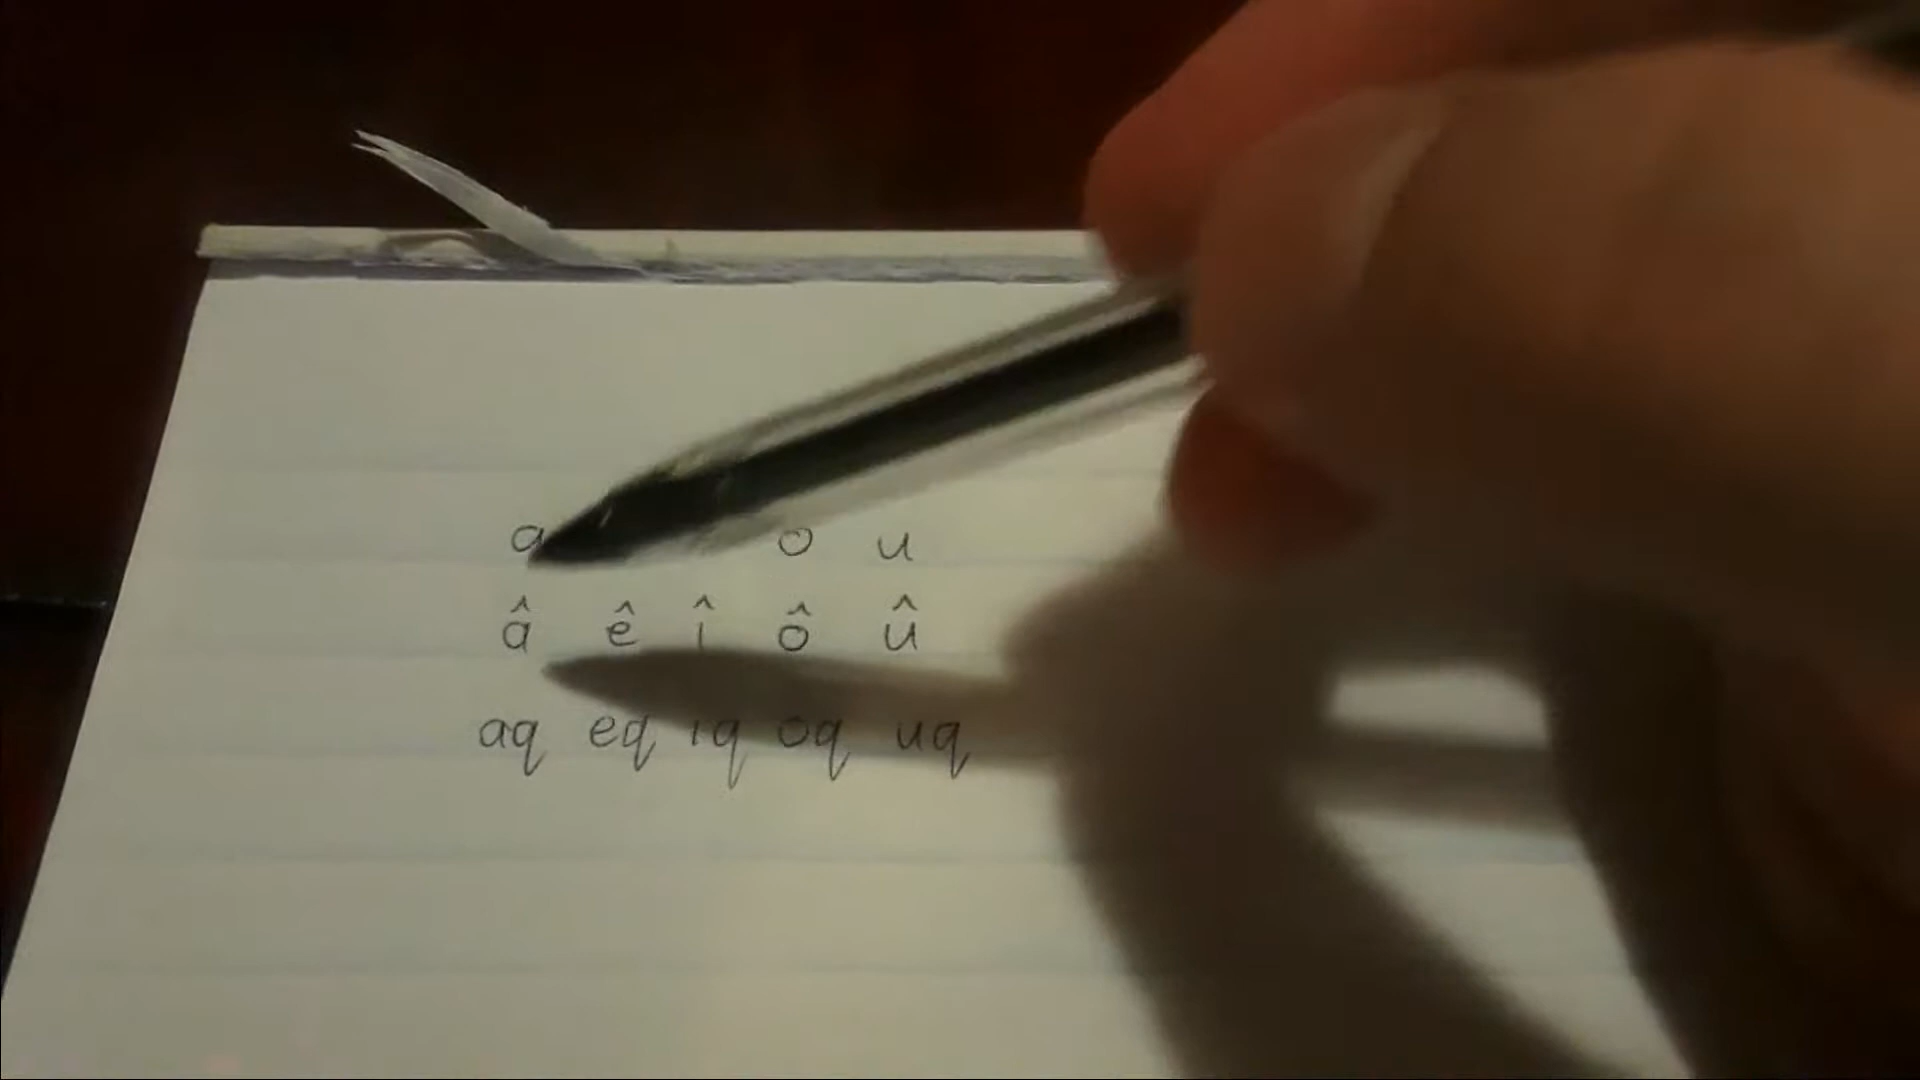 a o u
â ê î ô û
aq eq iq oq uq